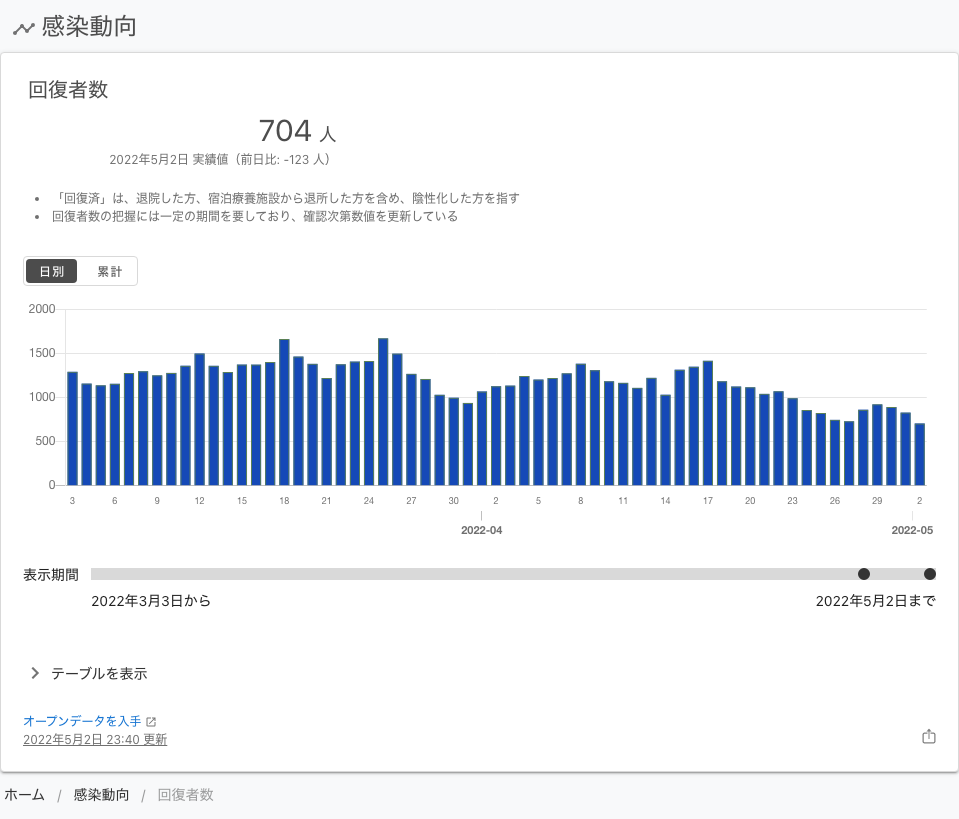 感染動向
回復者数
704 人
2022年5月2日 実績値（前日比: -123 人）
• 「回復済」は、退院した方、宿泊療養施設から退所した方を含め、陰性化した方を指す
• 回復者数の把握には一定の期間を要しており、確認次第数値を更新している
日別 累計
2000
1500
1000
500
0
3 6 9 12 15 18 21 24 27 30 2 5 8 11 14 17 20 23 26 29 2
2022-04 2022-05
表示期間
2022年3月3日から 2022年5月2日まで
テーブルを表示
オープンデータを入手
2022年5月2日 23:40 更新
ホーム / 感染動向 / 回復者数